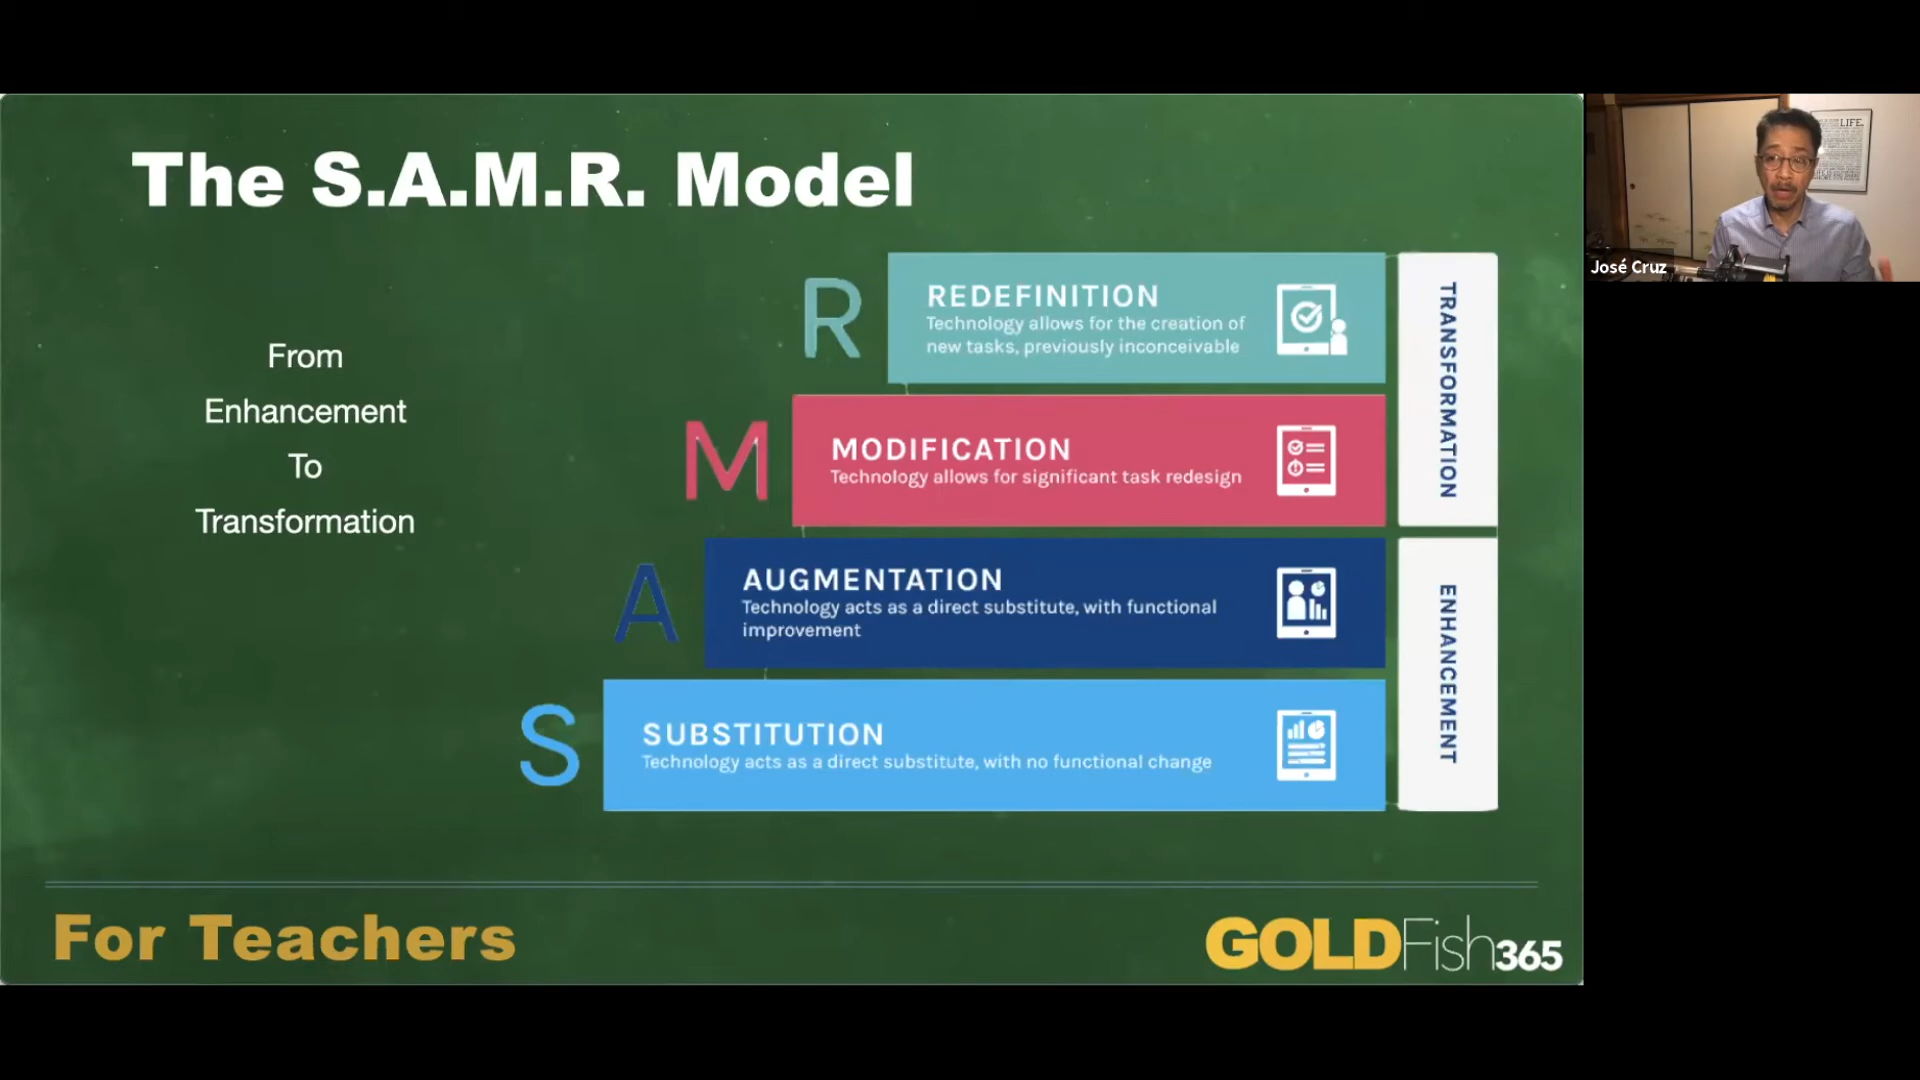 The S.A.M.R. Model
From
Enhancement
To
Transformation
R
REDEFINITION
Technology allows for the creation of
new tasks, previously inconceivable
M
MODIFICATION
Technology allows for significant task redesign
A
AUGMENTATION
Technology acts as a direct substitute, with functional
improvement
S
SUBSTITUTION
Technology acts as a direct substitute, with no functional change
TRANSFORMATION
ENHANCEMENT
For Teachers
GOLDFish365
LIFE.
José Cruz